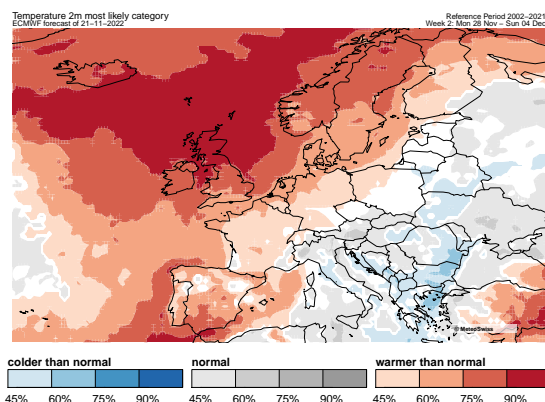 Temperature 2m most likely category
Reference Period 2002–2021
ECMWF forecast of 21–11–2022
Week 2: Mon 28 Nov – Sun 04 Dec
© MeteoSwiss
colder than normal
normal
warmer than normal
45% 60% 75% 90%
45% 60% 75% 90%
45% 60% 75% 90%